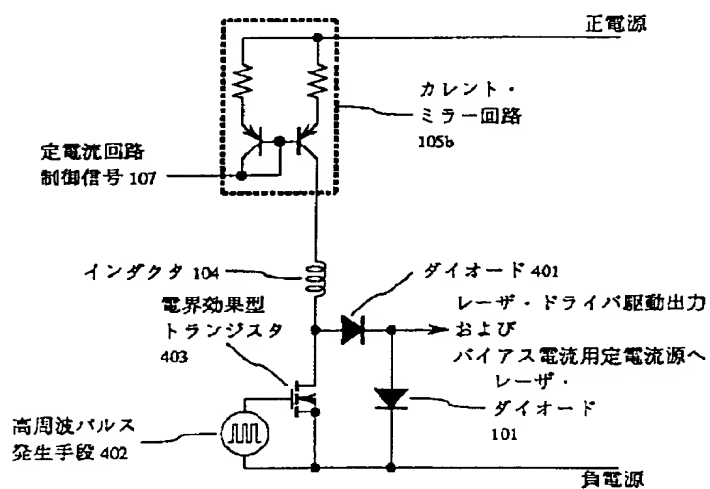 正電源
カレント・
ミラー回路
105b
定電流回路
制御信号 107
インダクタ 104
ダイオード 401
電界効果型
トランジスタ
403
レーザ・ドライバ駆動出力
および
バイアス電流用定電流源へ
レーザ・
ダイオード
101
高周波パルス
発生手段 402
負電源